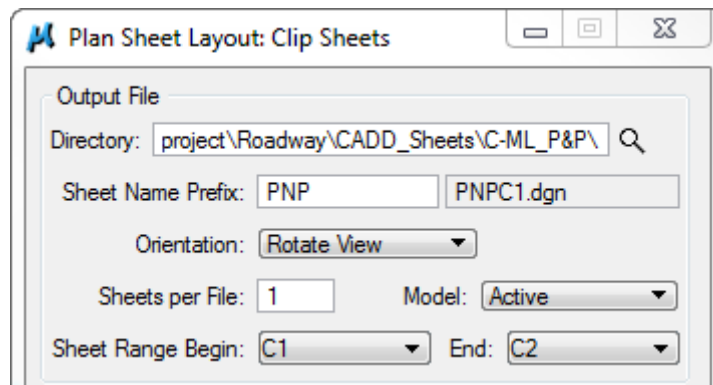 Plan Sheet Layout: Clip Sheets
Output File
Directory: project\Roadway\CADD_Sheets\C-ML_P&P\
Sheet Name Prefix: PNP PNPC1.dgn
Orientation: Rotate View
Sheets per File: 1 Model: Active
Sheet Range Begin: C1 End: C2